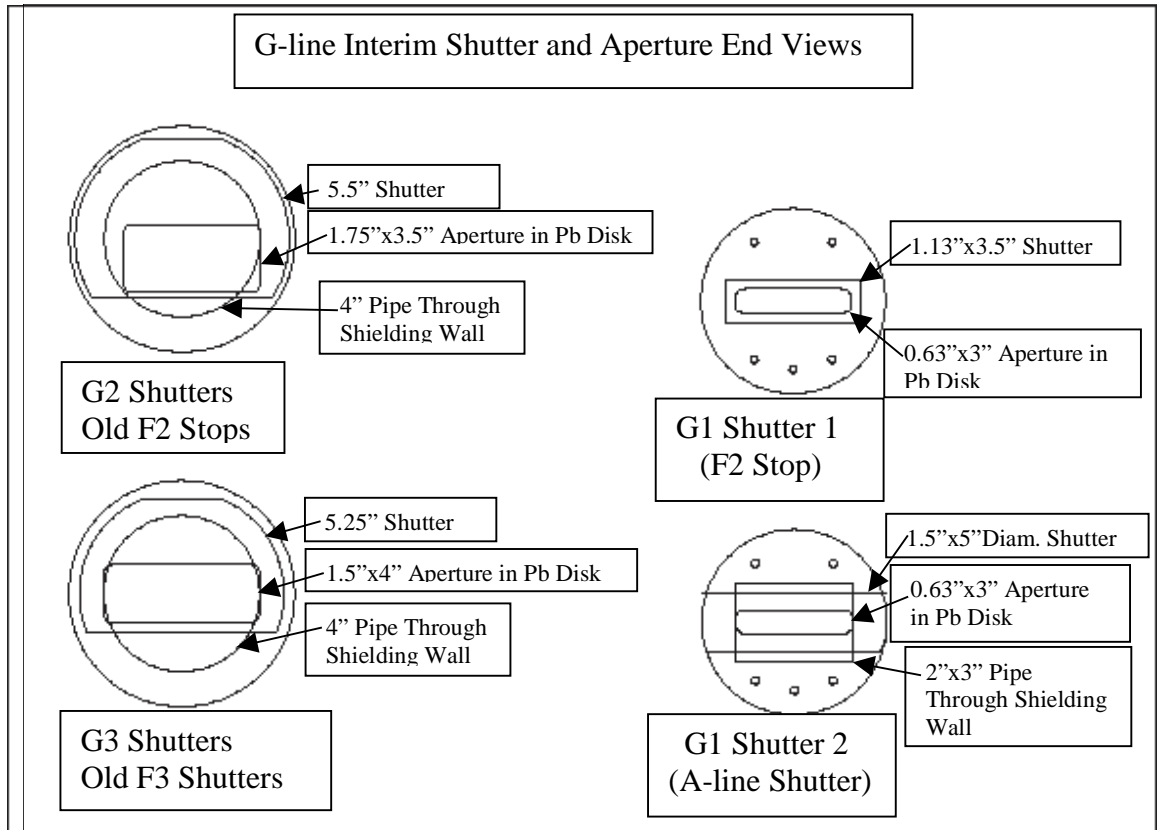 G-line Interim Shutter and Aperture End Views
5.5” Shutter
1.75”x3.5” Aperture in Pb Disk
4” Pipe Through
Shielding Wall
G2 Shutters
Old F2 Stops
1.13”x3.5” Shutter
0.63”x3” Aperture in
Pb Disk
G1 Shutter 1
(F2 Stop)
5.25” Shutter
1.5”x4” Aperture in Pb Disk
4” Pipe Through
Shielding Wall
G3 Shutters
Old F3 Shutters
1.5”x5”Diam. Shutter
0.63”x3” Aperture
in Pb Disk
2”x3” Pipe
Through Shielding
Wall
G1 Shutter 2
(A-line Shutter)